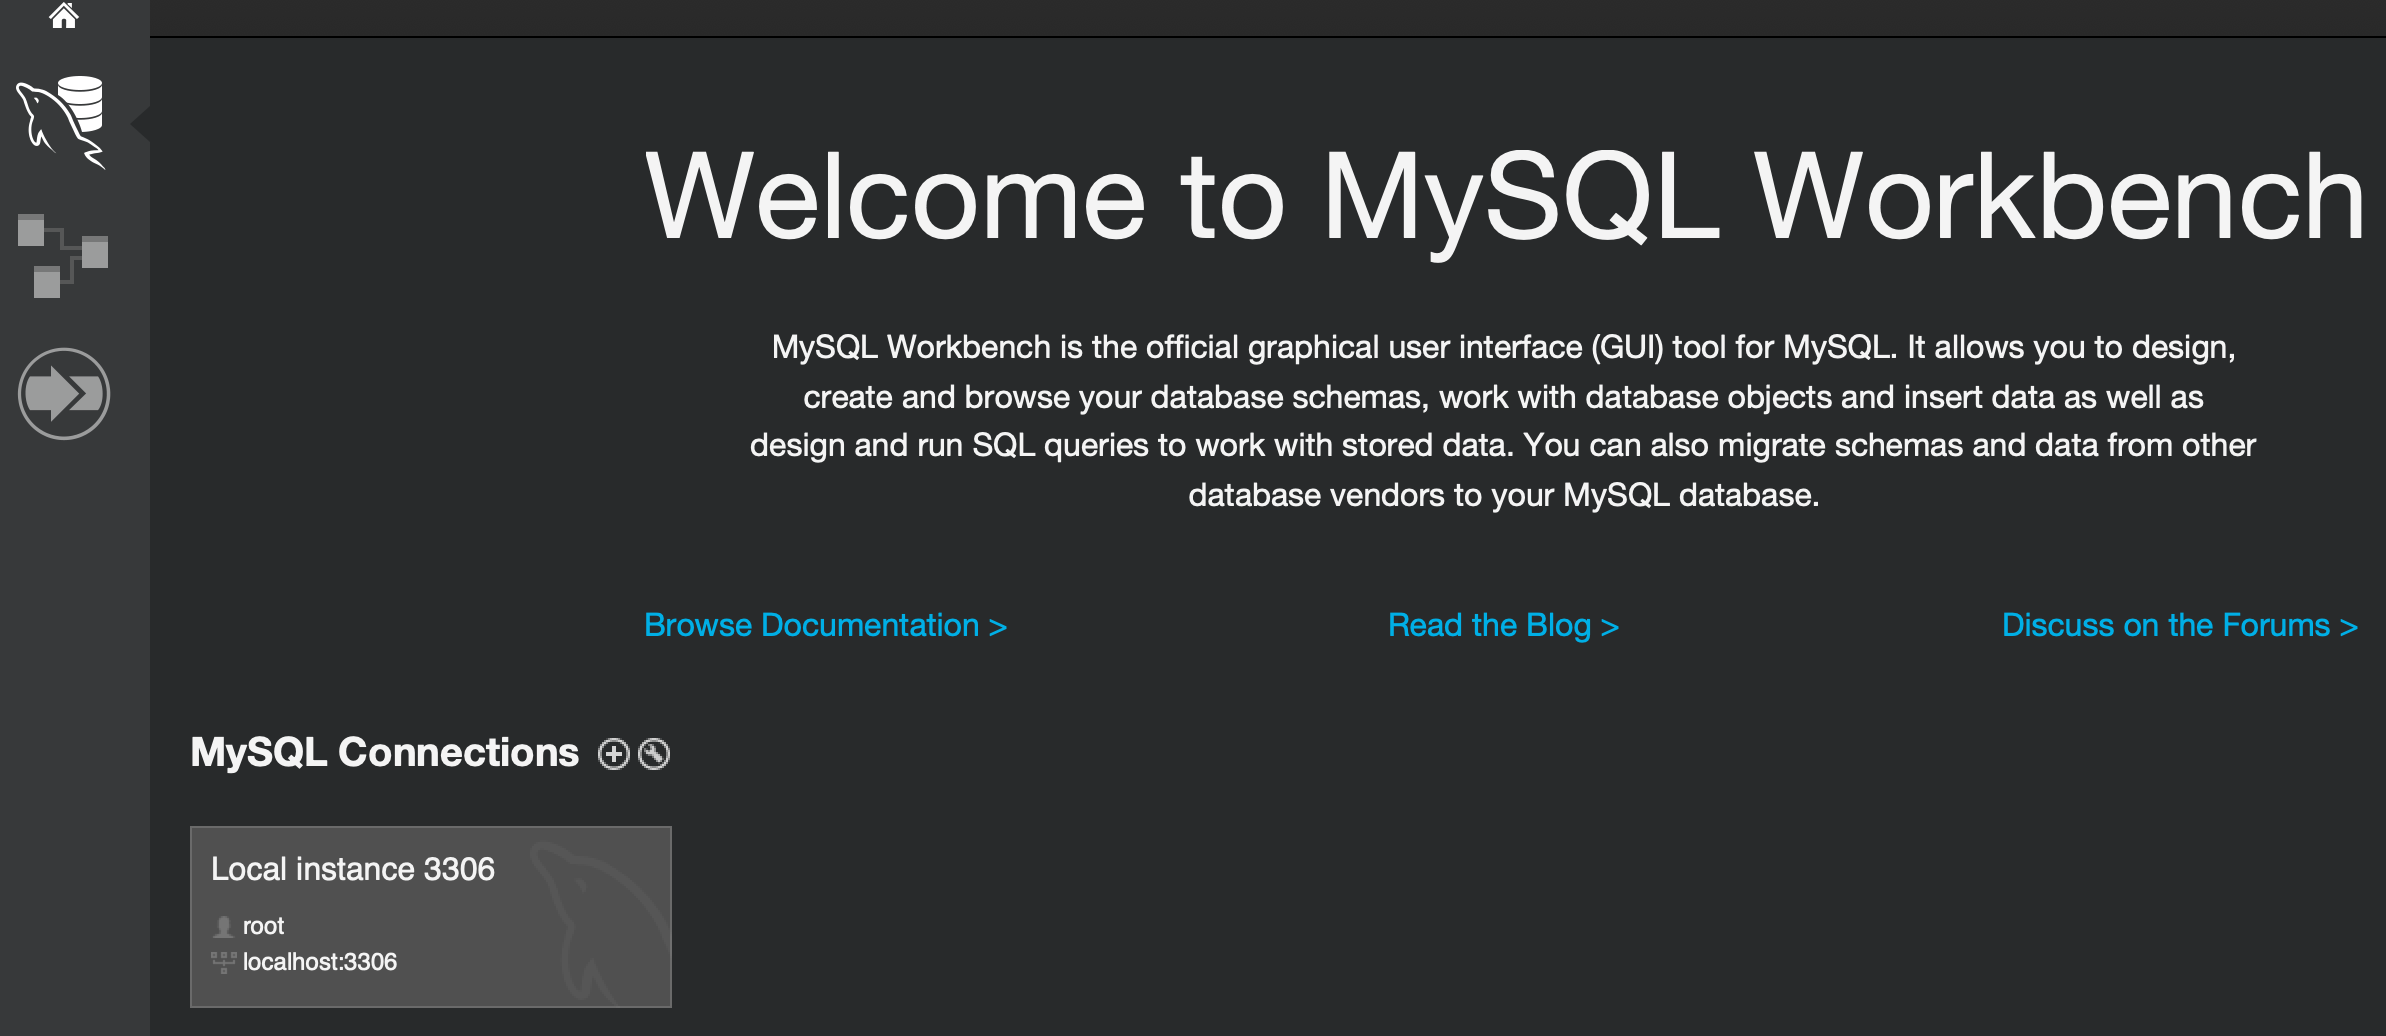 Welcome to MySQL Workbench
MySQL Workbench is the official graphical user interface (GUI) tool for MySQL. It allows you to design,
create and browse your database schemas, work with database objects and insert data as well as
design and run SQL queries to work with stored data. You can also migrate schemas and data from other
database vendors to your MySQL database.
Browse Documentation >
Read the Blog >
Discuss on the Forums >
MySQL Connections
Local instance 3306
root
localhost:3306